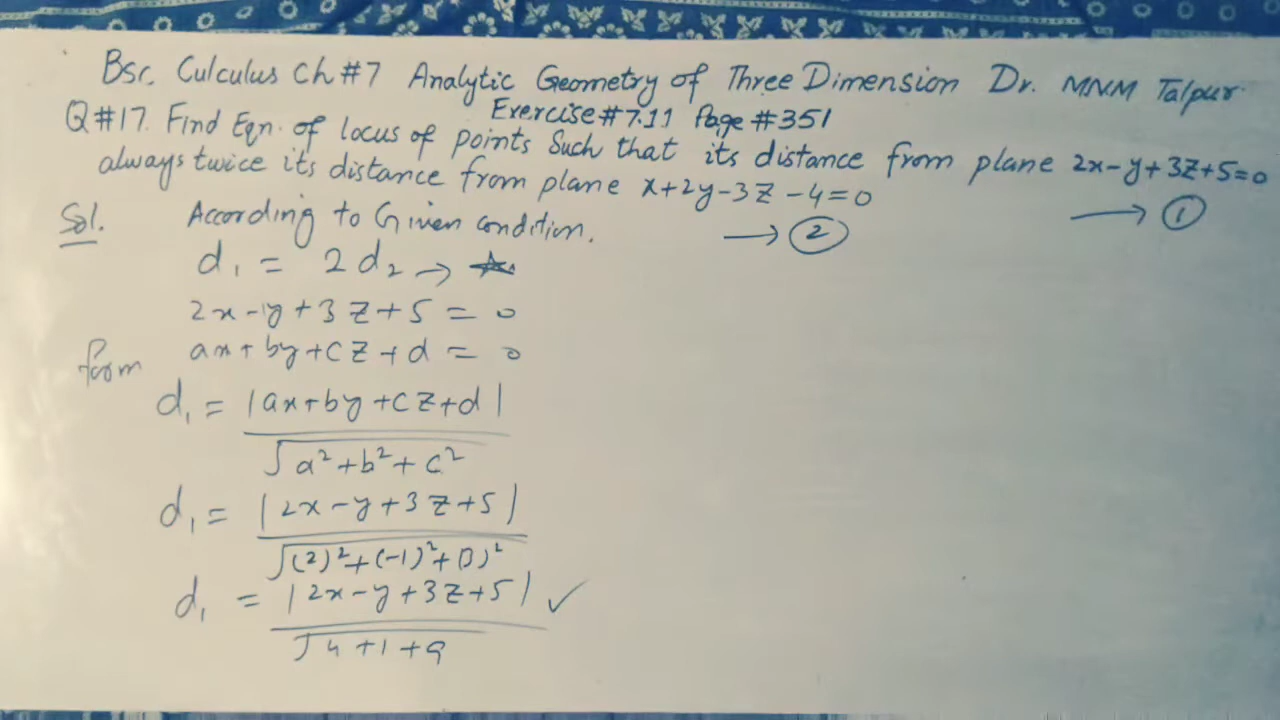 Bsc. Culculus Ch #7 Analytic Geometry of Three Dimension Dr. MNM Talpur.
Exercise #7.11 Page #351
Q #17. Find Eqn. of locus of points Such that its distance from plane 2x-y+3z+5=0
→ ①
always twice its distance from plane x+2y-3z-4=0
→ ②
Sol. According to Given condition.
d₁ = 2d₂ → ☆
2x-y+3z+5 = 0
form ax+by+cz+d = 0
d₁ = |ax+by+cz+d|
√a²+b²+c²
d₁ = |2x-y+3z+5|
√(2)²+(-1)²+(3)²
d₁ = |2x-y+3z+5| ✓
√4+1+9